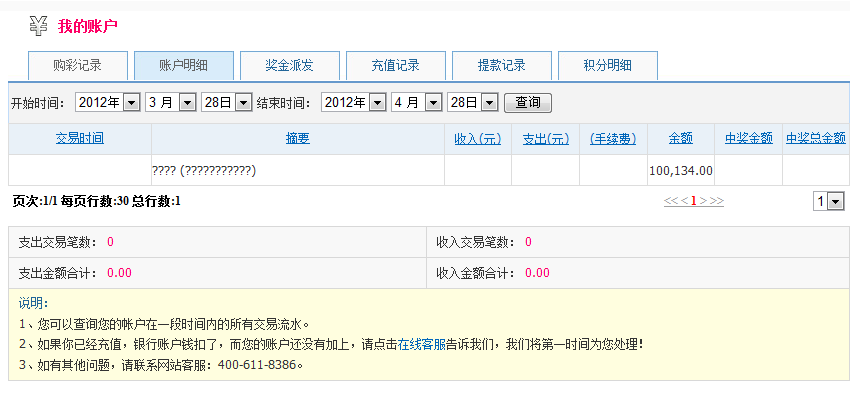 我的账户
购彩记录 账户明细 奖金派发 充值记录 提款记录 积分明细
开始时间： 2012年 3 月 28日 结束时间： 2012年 4 月 28日 查询
交易时间 摘要 收入(元) 支出(元) (手续费) 余额 中奖金额 中奖总金额
???? (???????????) 100,134.00
页次:1/1 每页行数:30 总行数:1 << < 1 > >> 1
支出交易笔数： 0 收入交易笔数： 0
支出金额合计： 0.00 收入金额合计： 0.00
说明:
1、您可以查询您的帐户在一段时间内的所有交易流水。
2、如果你已经充值，银行账户钱扣了，而您的账户还没有加上，请点击在线客服告诉我们，我们将第一时间为您处理！
3、如有其他问题，请联系网站客服：400-611-8386。